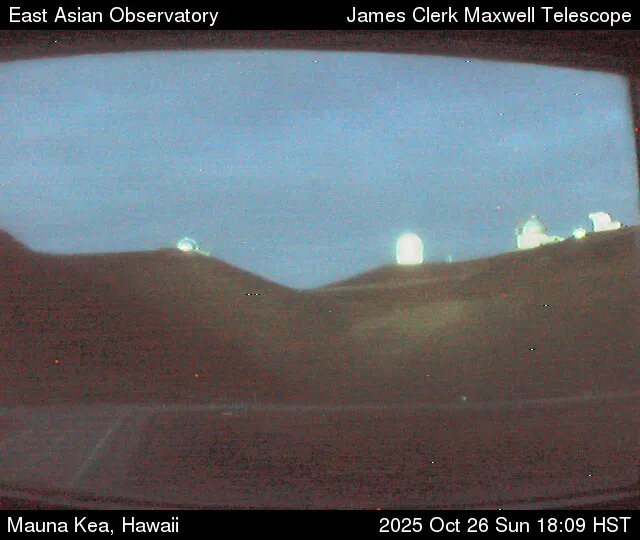 East Asian Observatory
James Clerk Maxwell Telescope
Mauna Kea, Hawaii
2025 Oct 26 Sun 18:09 HST